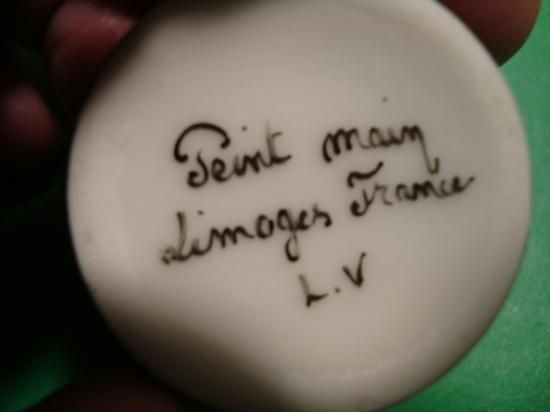 Peint main
Limoges France
L.V